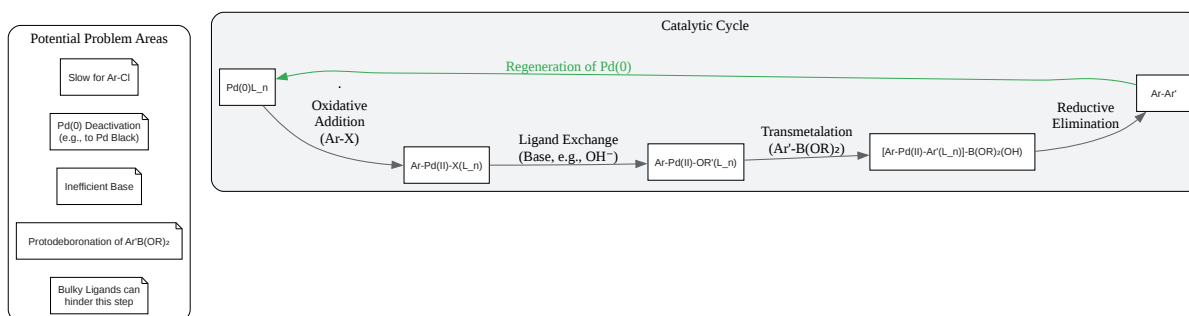 Potential Problem Areas
Slow for Ar-Cl
Pd(0) Deactivation
(e.g., to Pd Black)
Inefficient Base
Protodeboronation of Ar'B(OR)₂
Bulky Ligands can
hinder this step
Catalytic Cycle
Regeneration of Pd(0)
Pd(0)L_n
Oxidative
Addition
(Ar-X)
Ar-Pd(II)-X(L_n)
Ligand Exchange
(Base, e.g., OH⁻)
Ar-Pd(II)-OR'(L_n)
Transmetalation
(Ar'-B(OR)₂)
[Ar-Pd(II)-Ar'(L_n)]-B(OR)₂(OH)
Reductive
Elimination
Ar-Ar'